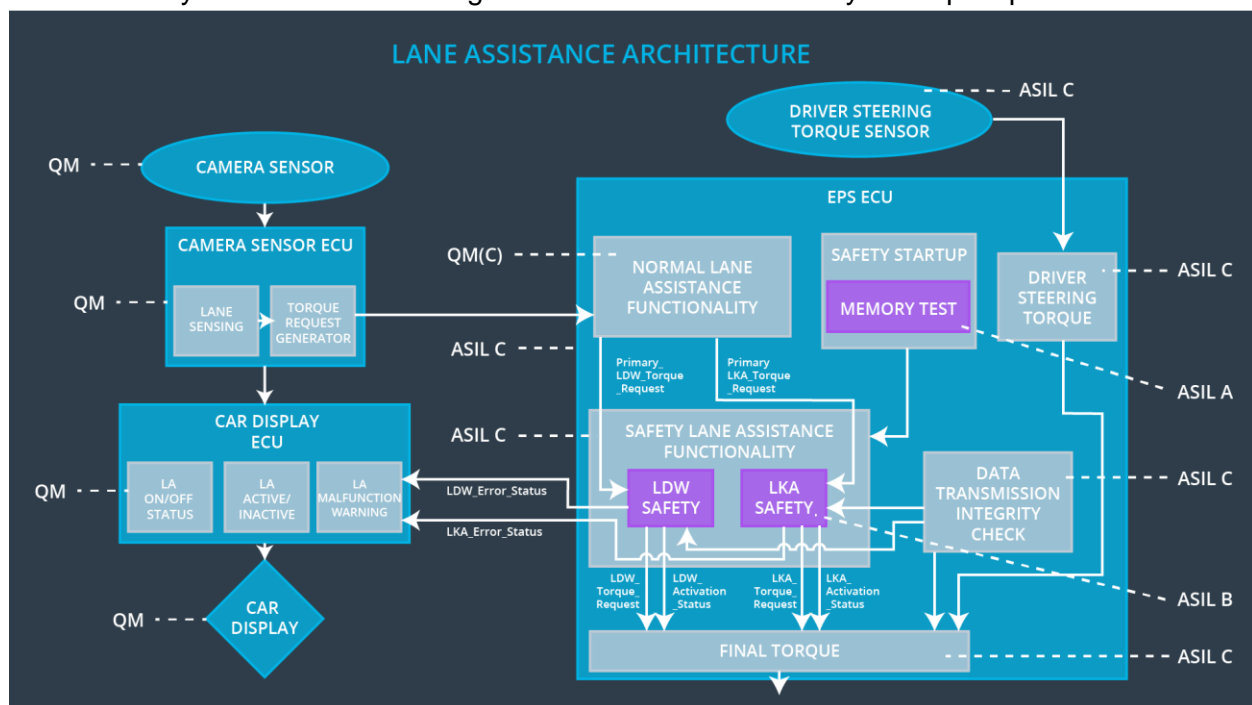 LANE ASSISTANCE ARCHITECTURE
ASIL C
DRIVER STEERING
TORQUE SENSOR
QM
CAMERA SENSOR
EPS ECU
CAMERA SENSOR ECU
QM
LANE
SENSING
TORQUE
REQUEST
GENERATOR
QM(C)
NORMAL LANE
ASSISTANCE
FUNCTIONALITY
SAFETY STARTUP
MEMORY TEST
DRIVER
STEERING
TORQUE
ASIL C
ASIL C
ASIL A
Primary_
LDW_Torque
_Request
Primary
LKA_Torque
_Request
CAR DISPLAY
ECU
QM
LA
ON/OFF
STATUS
LA
ACTIVE/
INACTIVE
LA
MALFUNCTION
WARNING
ASIL C
SAFETY LANE ASSISTANCE
FUNCTIONALITY
LDW
SAFETY
LKA
SAFETY
DATA
TRANSMISSION
INTEGRITY
CHECK
ASIL C
LDW_Error_Status
LKA_Error_Status
LDW_
Torque_
Request
LDW_
Activation
_Status
LKA_
Torque_
Request
LKA_
Activation
_Status
ASIL B
QM
CAR
DISPLAY
FINAL TORQUE
ASIL C